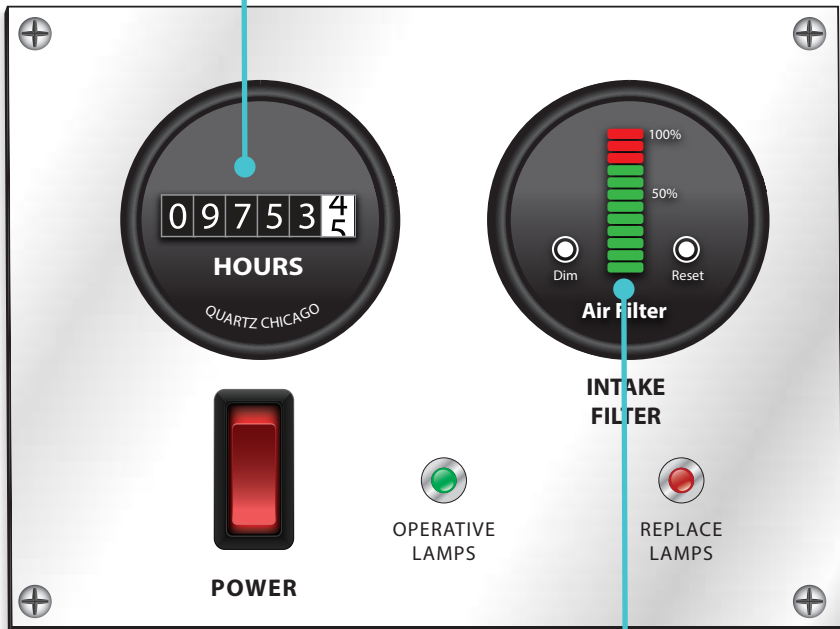 100%
50%
0 9 7 5 3 4
5
HOURS
QUARTZ CHICAGO
Dim
Reset
Air Filter
INTAKE
FILTER
OPERATIVE
LAMPS
REPLACE
LAMPS
POWER